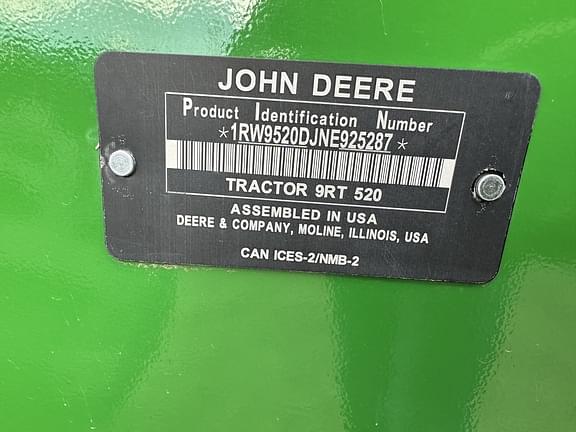 JOHN DEERE
Product Identification Number
*1RW9520DJNE925287*
TRACTOR 9RT 520
ASSEMBLED IN USA
DEERE & COMPANY, MOLINE, ILLINOIS, USA
CAN ICES-2/NMB-2